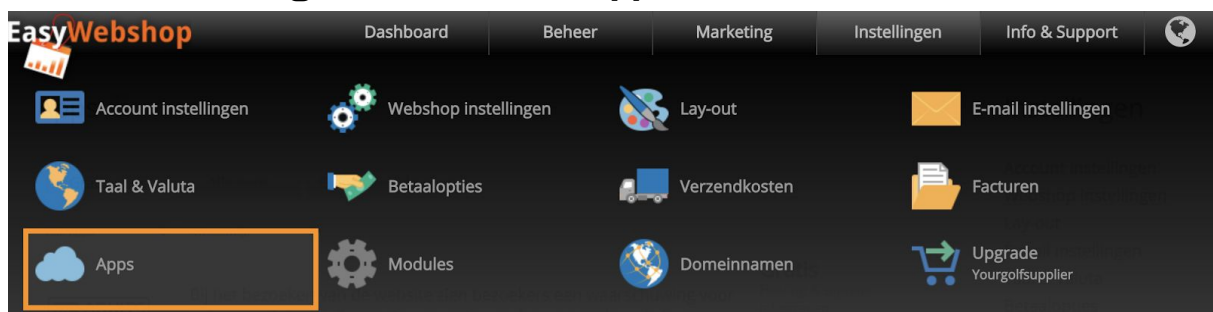 EasyWebshop
Dashboard
Beheer
Marketing
Instellingen
Info & Support
Account instellingen
Webshop instellingen
Lay-out
E-mail instellingen
Taal & Valuta
Betaalopties
Verzendkosten
Facturen
Apps
Modules
Domeinnamen
Upgrade
Yourgolfsupplier